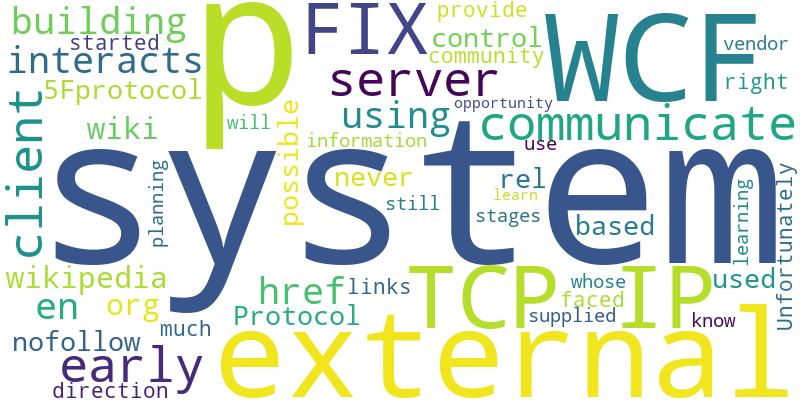 building
p
FIX
provide
WCF
started
control
vendor
interacts
community
5Fprotocol
server
right
client
wiki
will
possible
using
opportunity
communicate
information
use
system
planning
never
rel
still
learn
stages
based
learning
Unfortunately
wikipedia
href
links
TCP
IP
whose
used
en
org
Protocol
faced
supplied
know
nofollow
much
external
early
direction